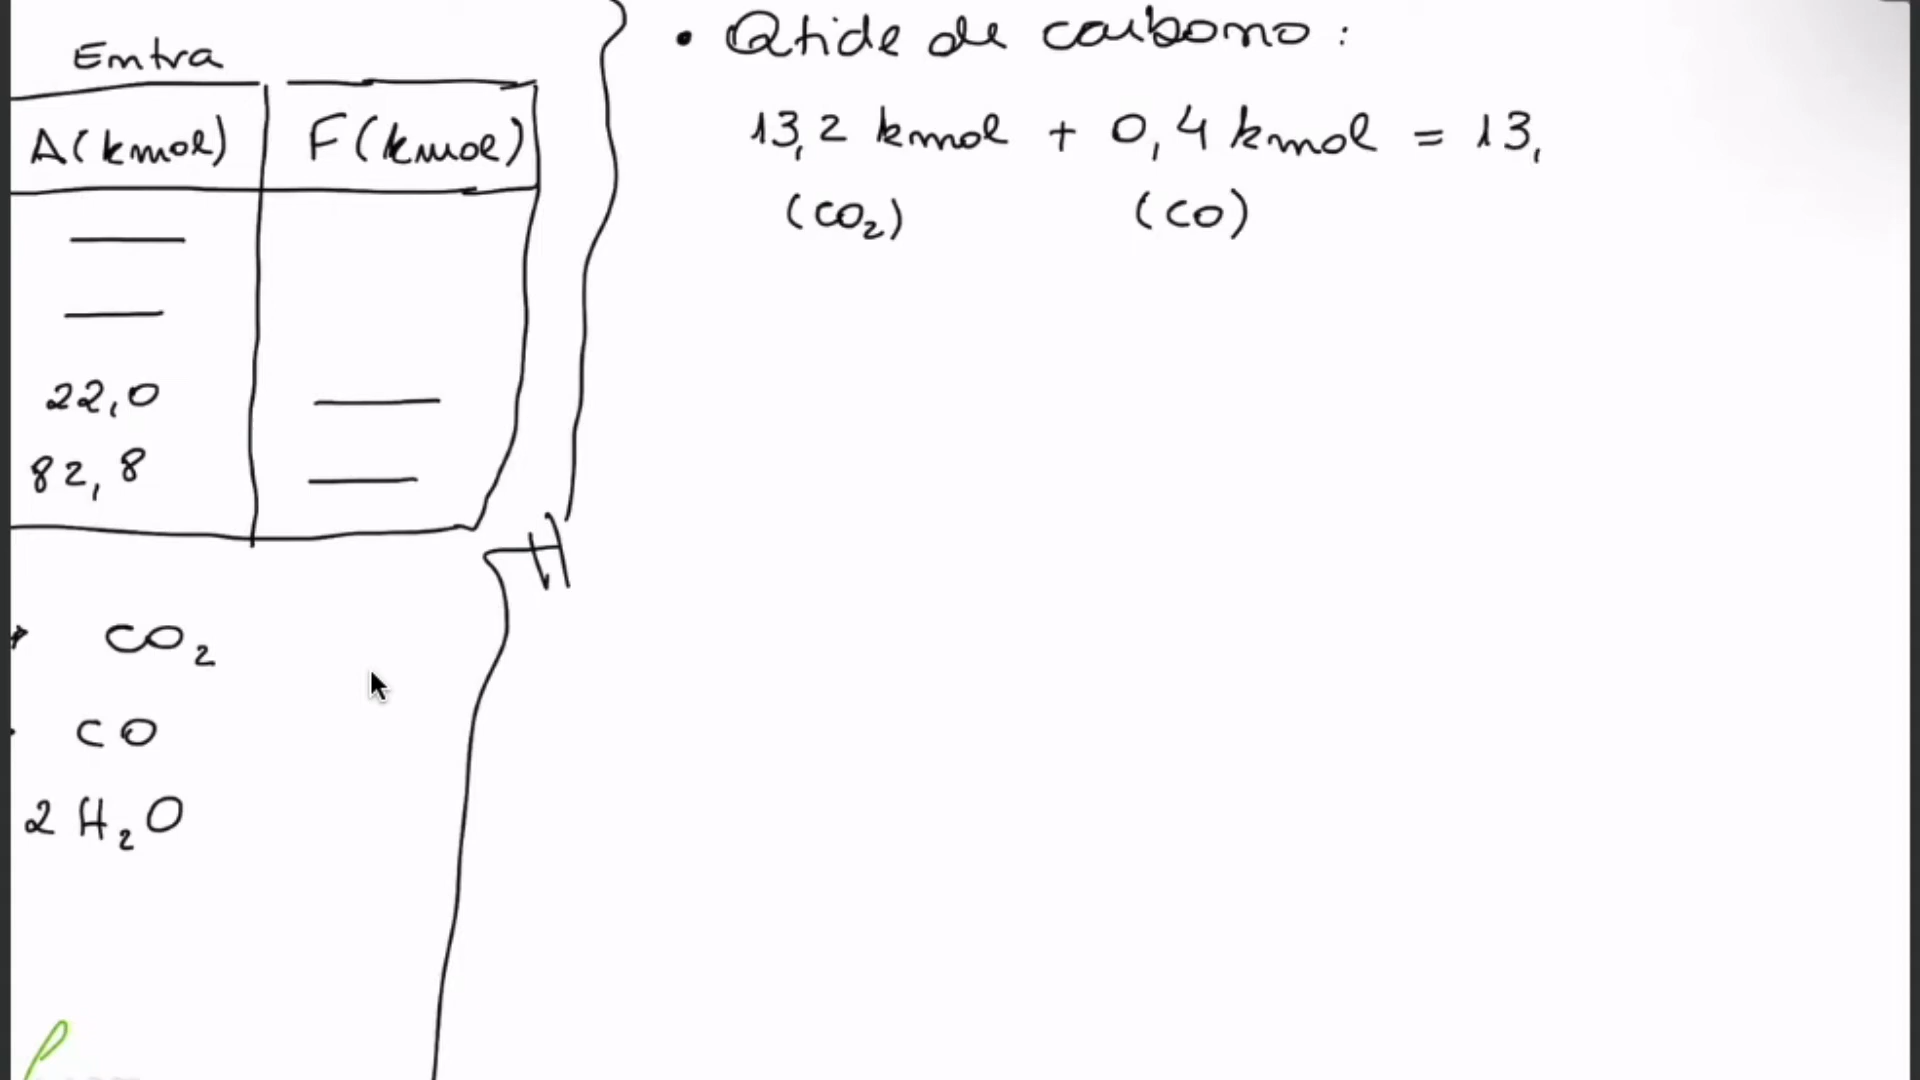 Entra
A(kmol) F(kmol)
22,0
82,8
CO₂
CO
2 H₂O
• Qtide de carbono:
13,2 kmol + 0,4 kmol = 13,
(CO₂) (CO)